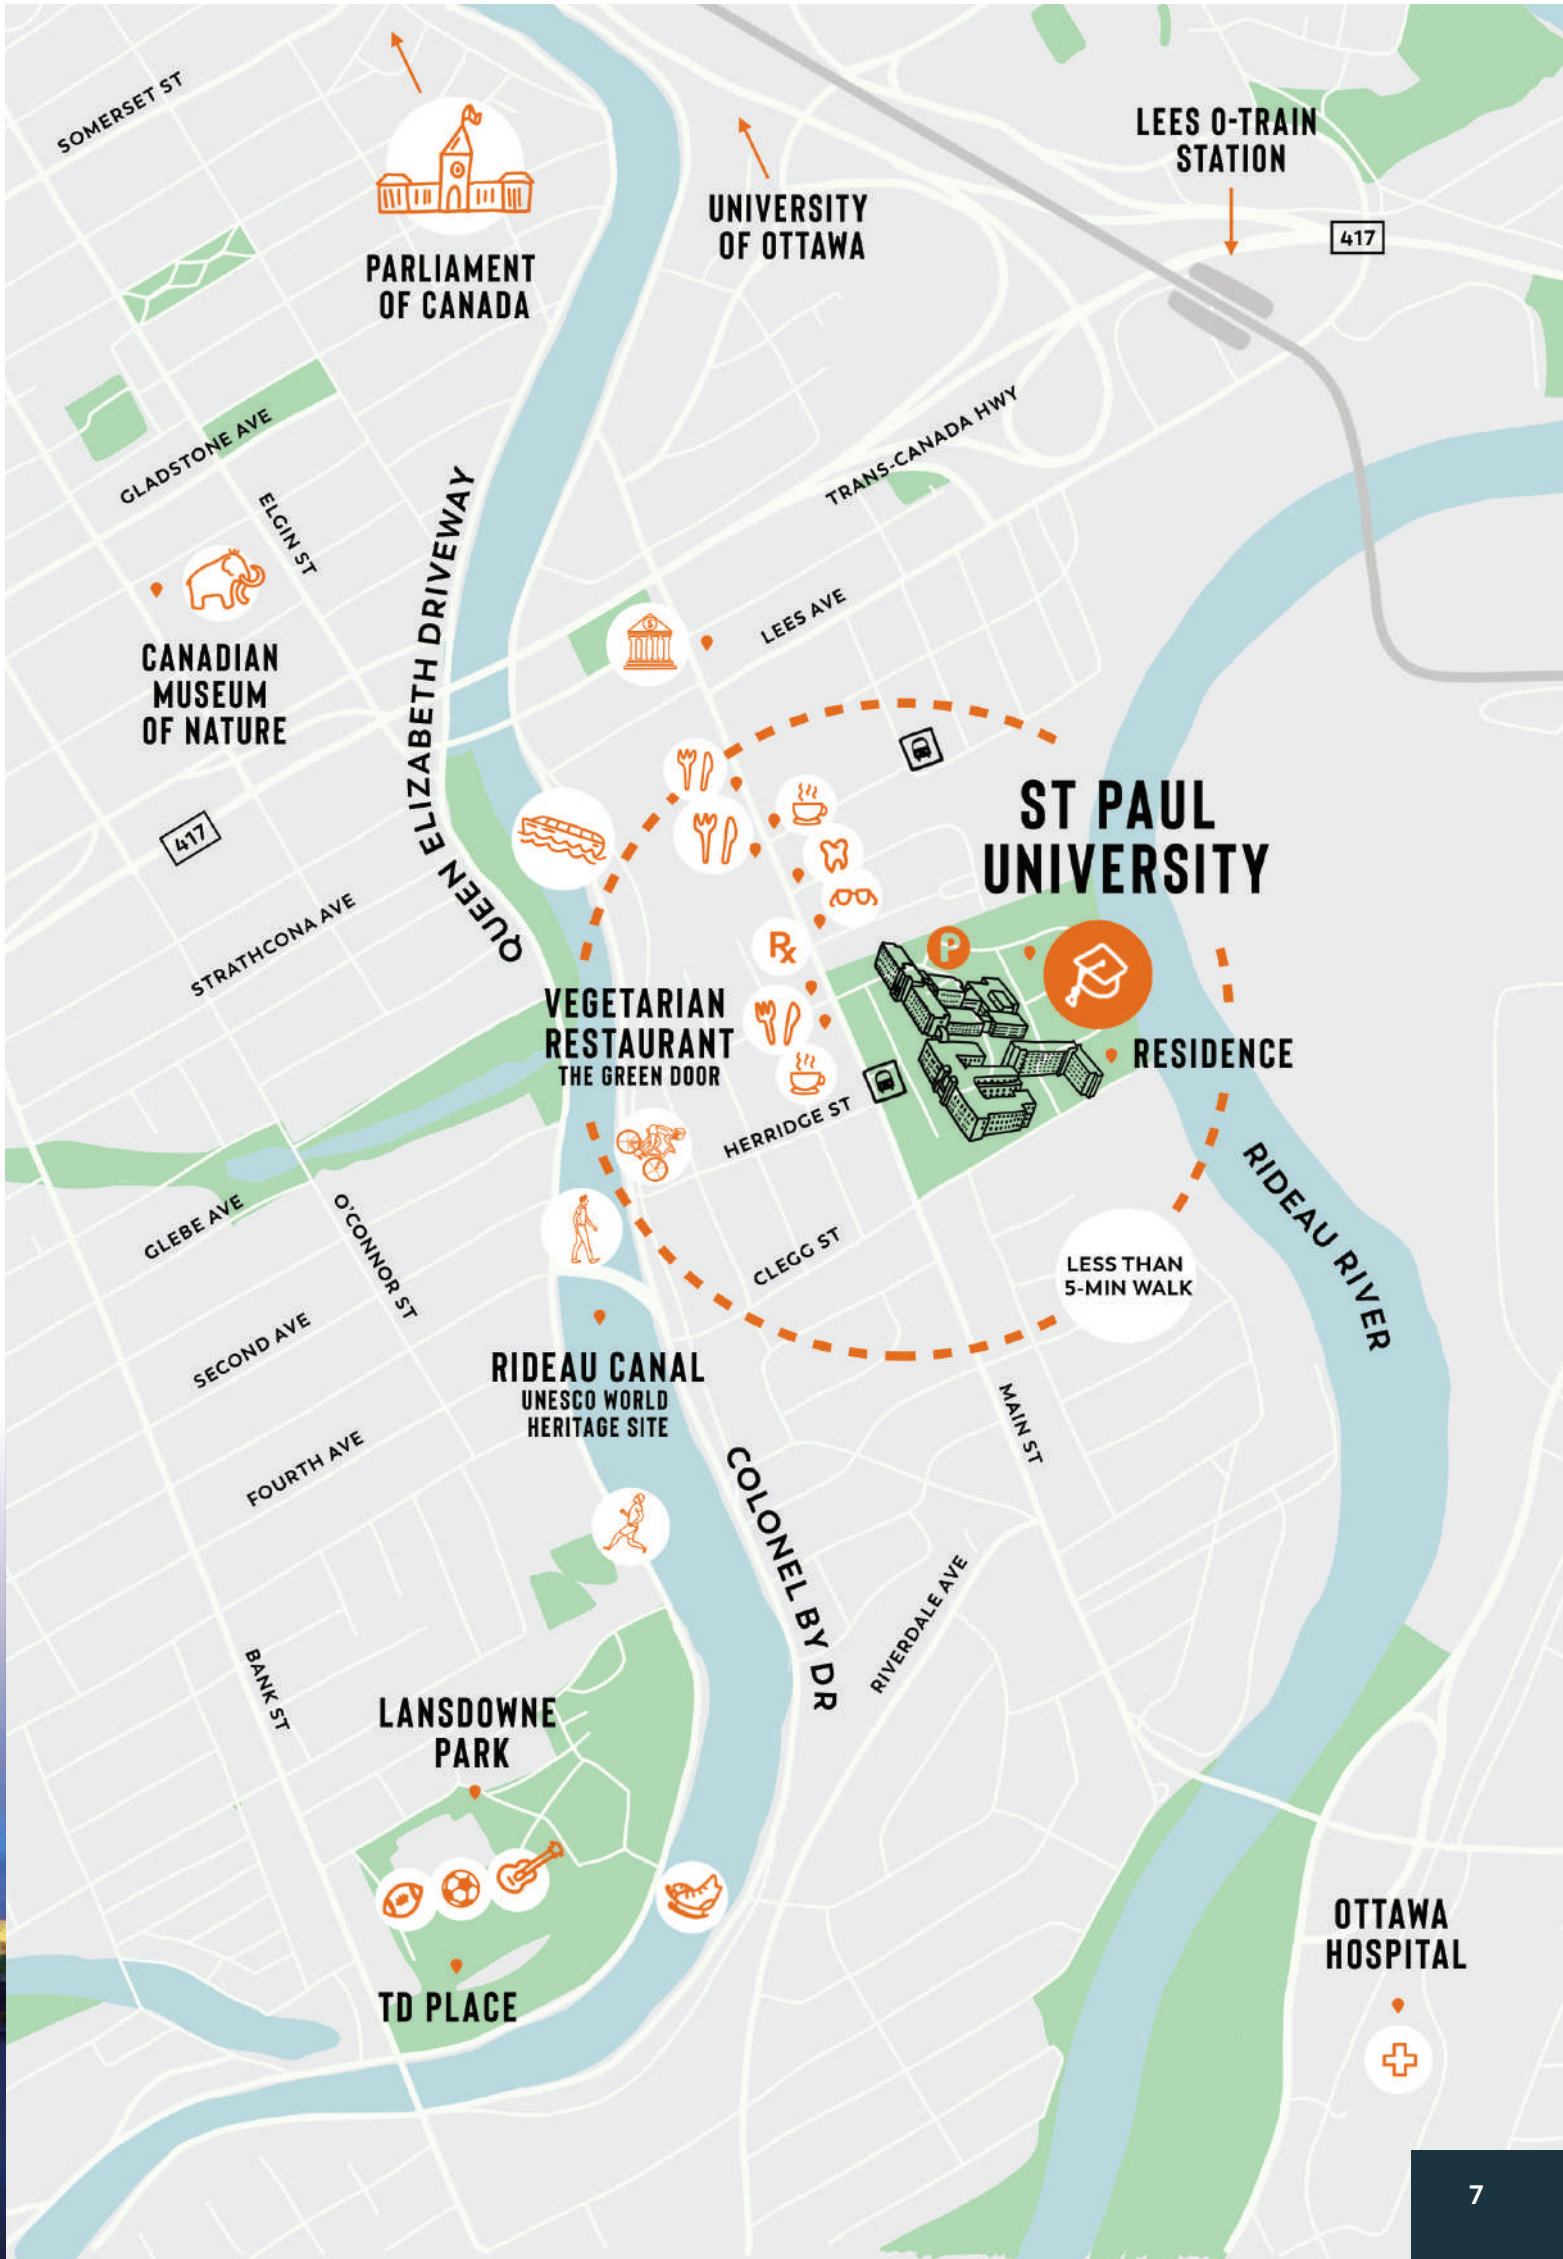 SOMERSET ST
PARLIAMENT
OF CANADA
UNIVERSITY
OF OTTAWA
LEES O-TRAIN
STATION
417
GLADSTONE AVE
ELGIN ST
TRANS-CANADA HWY
QUEEN ELIZABETH DRIVEWAY
CANADIAN
MUSEUM
OF NATURE
$
LEES AVE
417
STRATHCONA AVE
ST PAUL
UNIVERSITY
P
Rx
VEGETARIAN
RESTAURANT
THE GREEN DOOR
RESIDENCE
HERRIDGE ST
RIDEAU RIVER
GLEBE AVE
O'CONNOR ST
CLEGG ST
LESS THAN
5-MIN WALK
SECOND AVE
RIDEAU CANAL
UNESCO WORLD
HERITAGE SITE
MAIN ST
FOURTH AVE
COLONEL BY DR
RIVERDALE AVE
BANK ST
LANSDOWNE
PARK
TD PLACE
OTTAWA
HOSPITAL
7